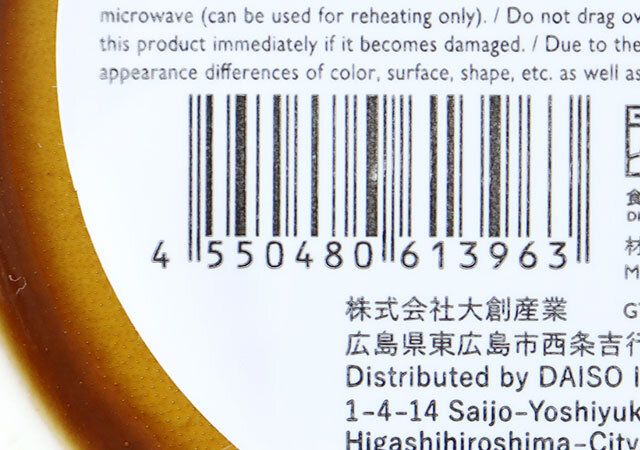 microwave (can be used for reheating only). / Do not drag
this product immediately if it becomes damaged. / Due to the
appearance differences of color, surface, shape, etc. as well as
4 550480 613963
食
材
株式会社大創産業
広島県東広島市西条吉行
Distributed by DAISO
1-4-14 Saijo-Yoshiyuk
Higashihiroshima-City